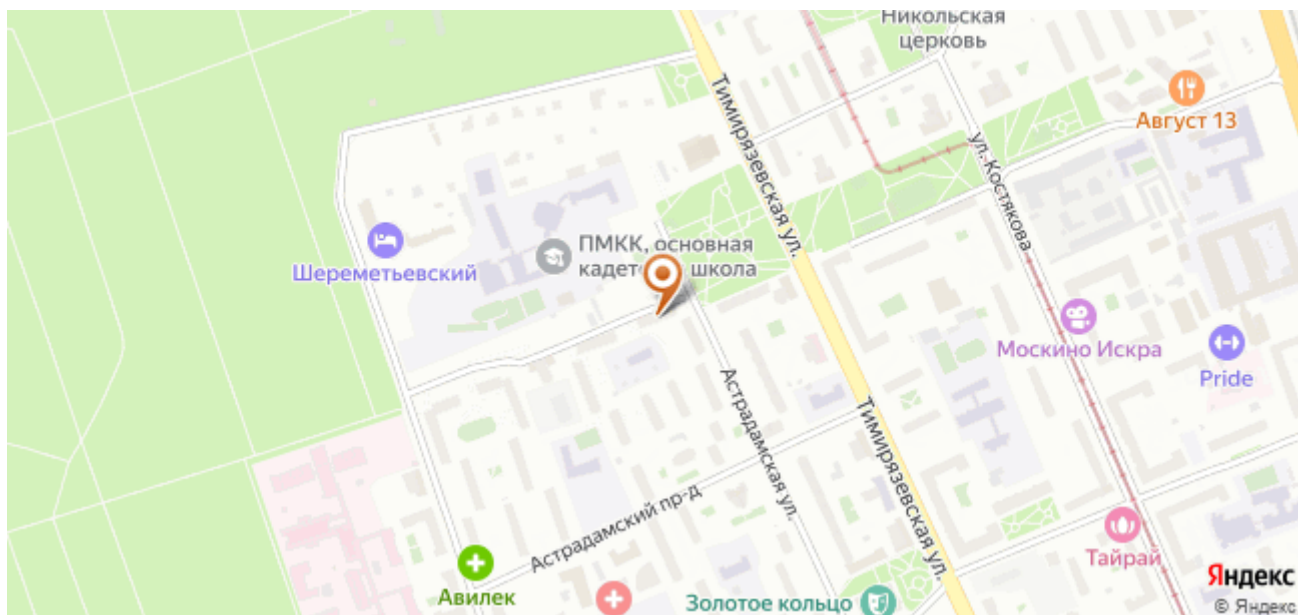 Никольская
церковь
Тимирязевская ул.
Август 13
ул. Костякова
ПМКК, основная
кадетс школа
Шереметьевский
Москино Искра
Pride
Астрадамская ул.
Тимирязевская ул.
Астрадамский пр-д
Тайрай
Авилек
Золотое кольцо
Яндекс
© Яндекс